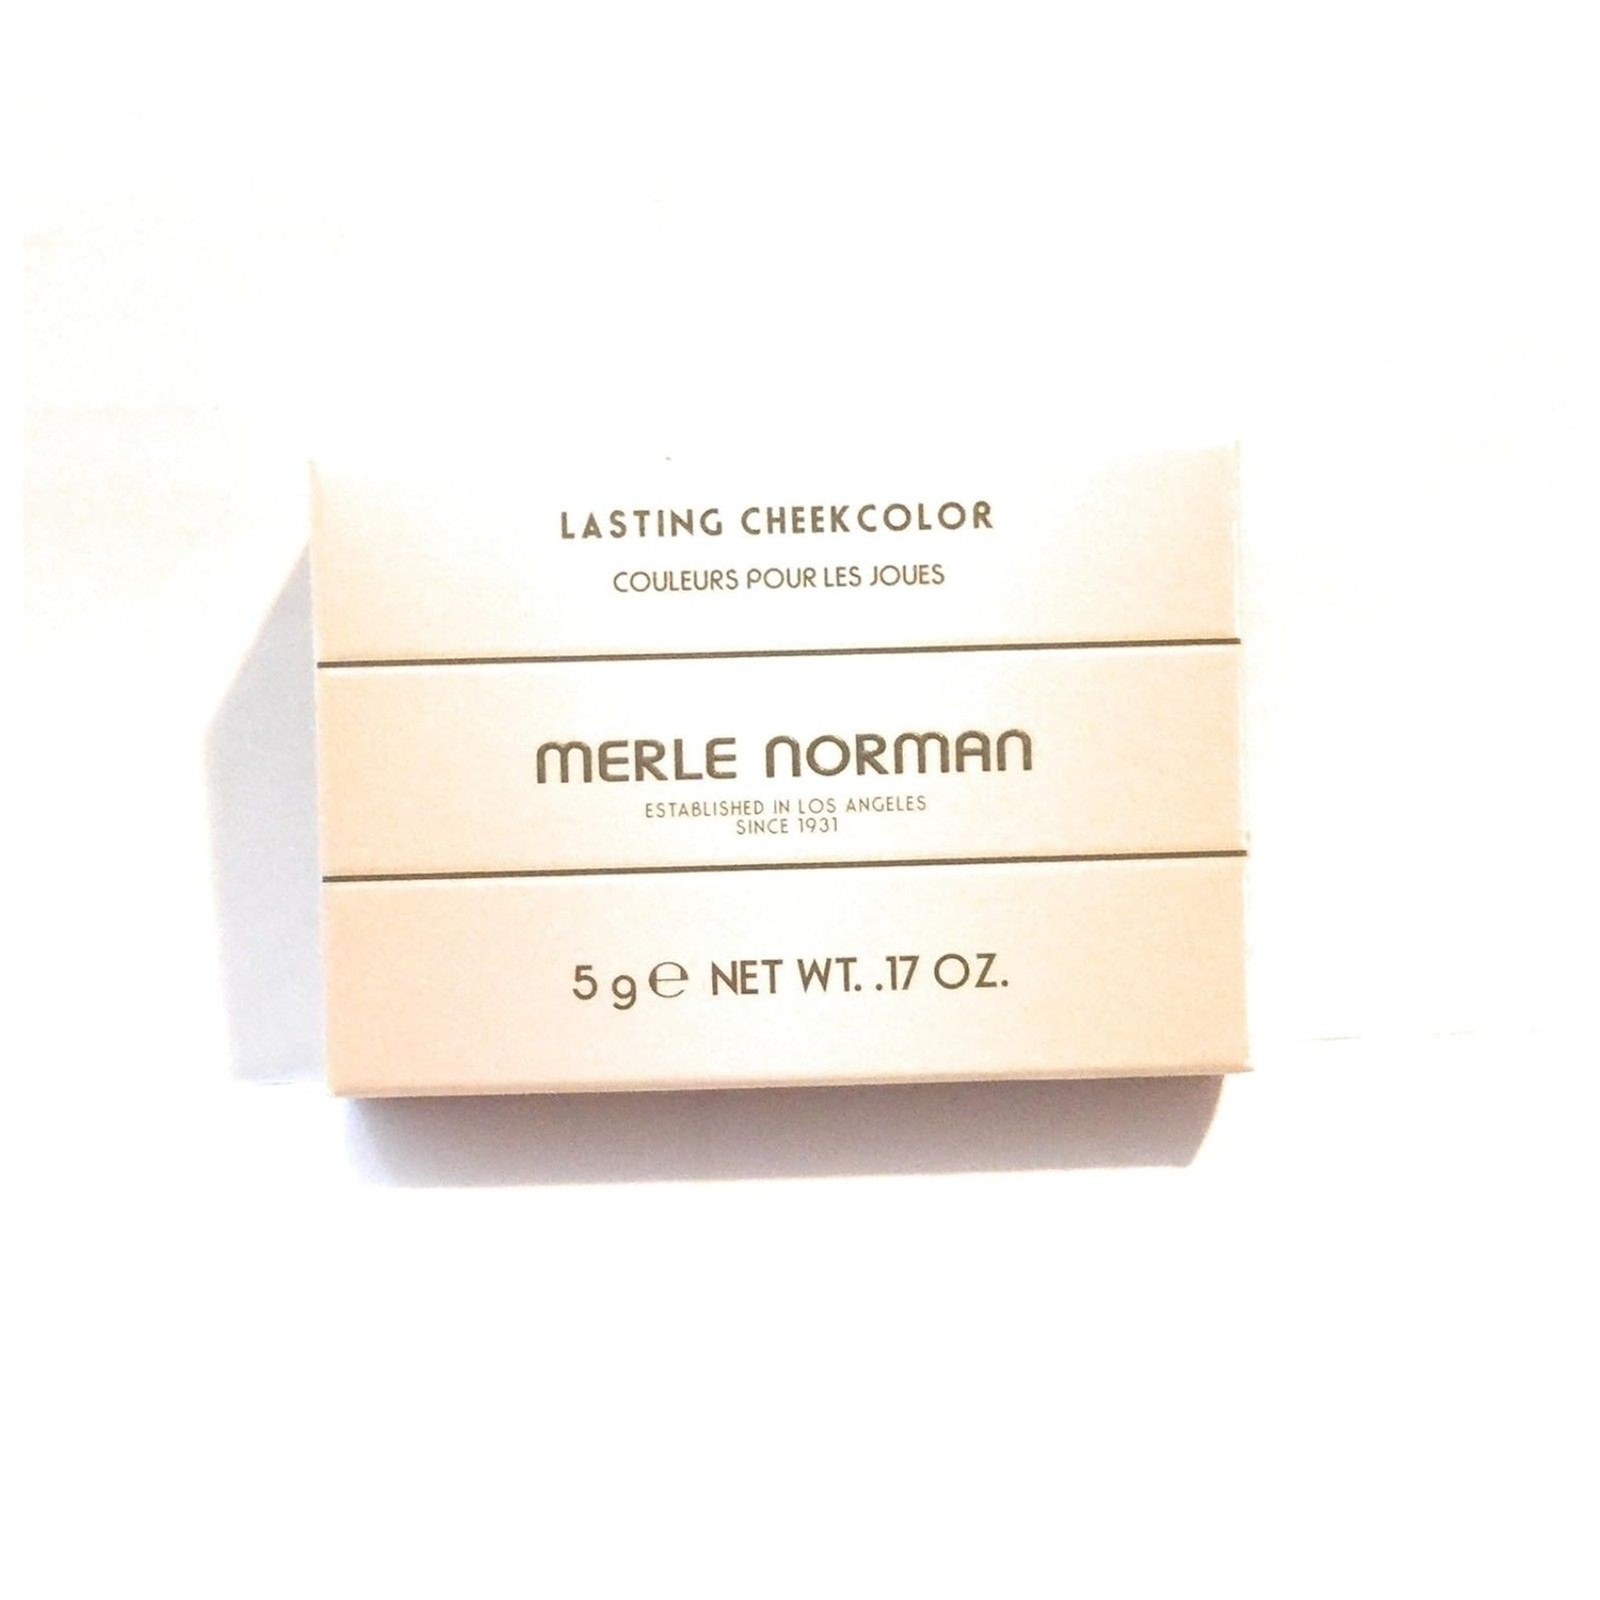 LASTING CHEEKCOLOR
COULEURS POUR LES JOUES
MERLE NORMAN
ESTABLISHED IN LOS ANGELES
SINCE 1931
5 g ℮ NET WT. .17 OZ.